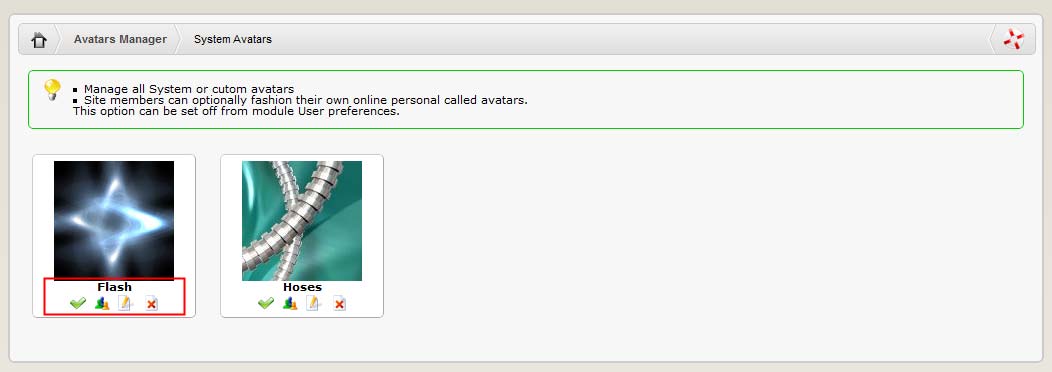 Avatars Manager System Avatars
Manage all System or cutom avatars
Site members can optionally fashion their own online personal called avatars.
This option can be set off from module User preferences.
Flash Hoses